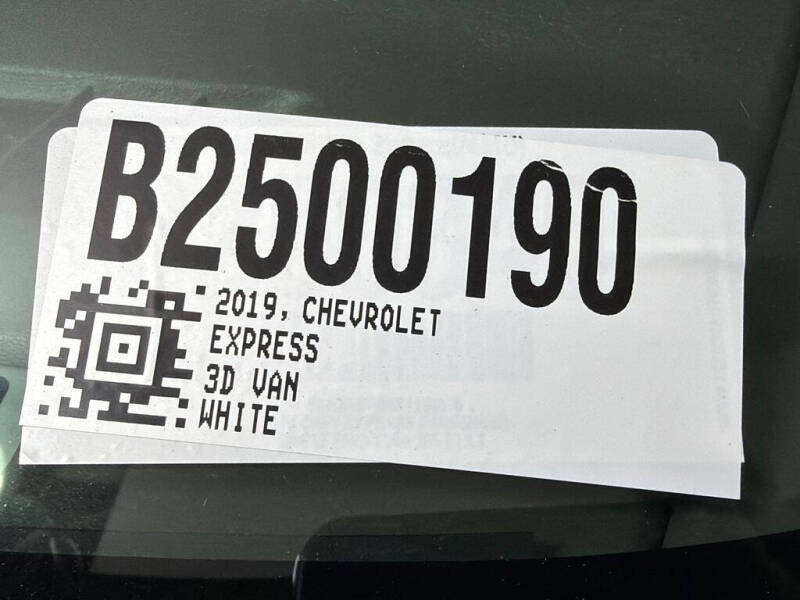 B2500190
2019, CHEVROLET
EXPRESS
3D VAN
WHITE